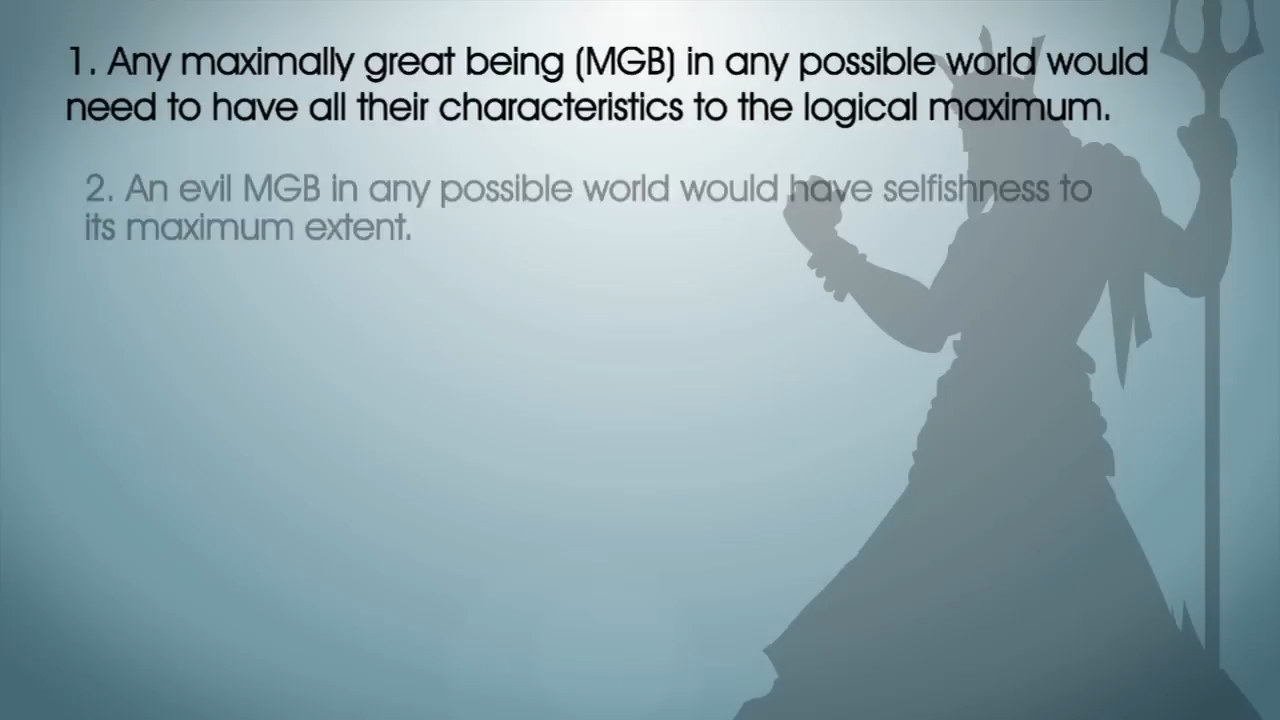 1. Any maximally great being (MGB) in any possible world would
need to have all their characteristics to the logical maximum.
2. An evil MGB in any possible world would have selfishness to
its maximum extent.